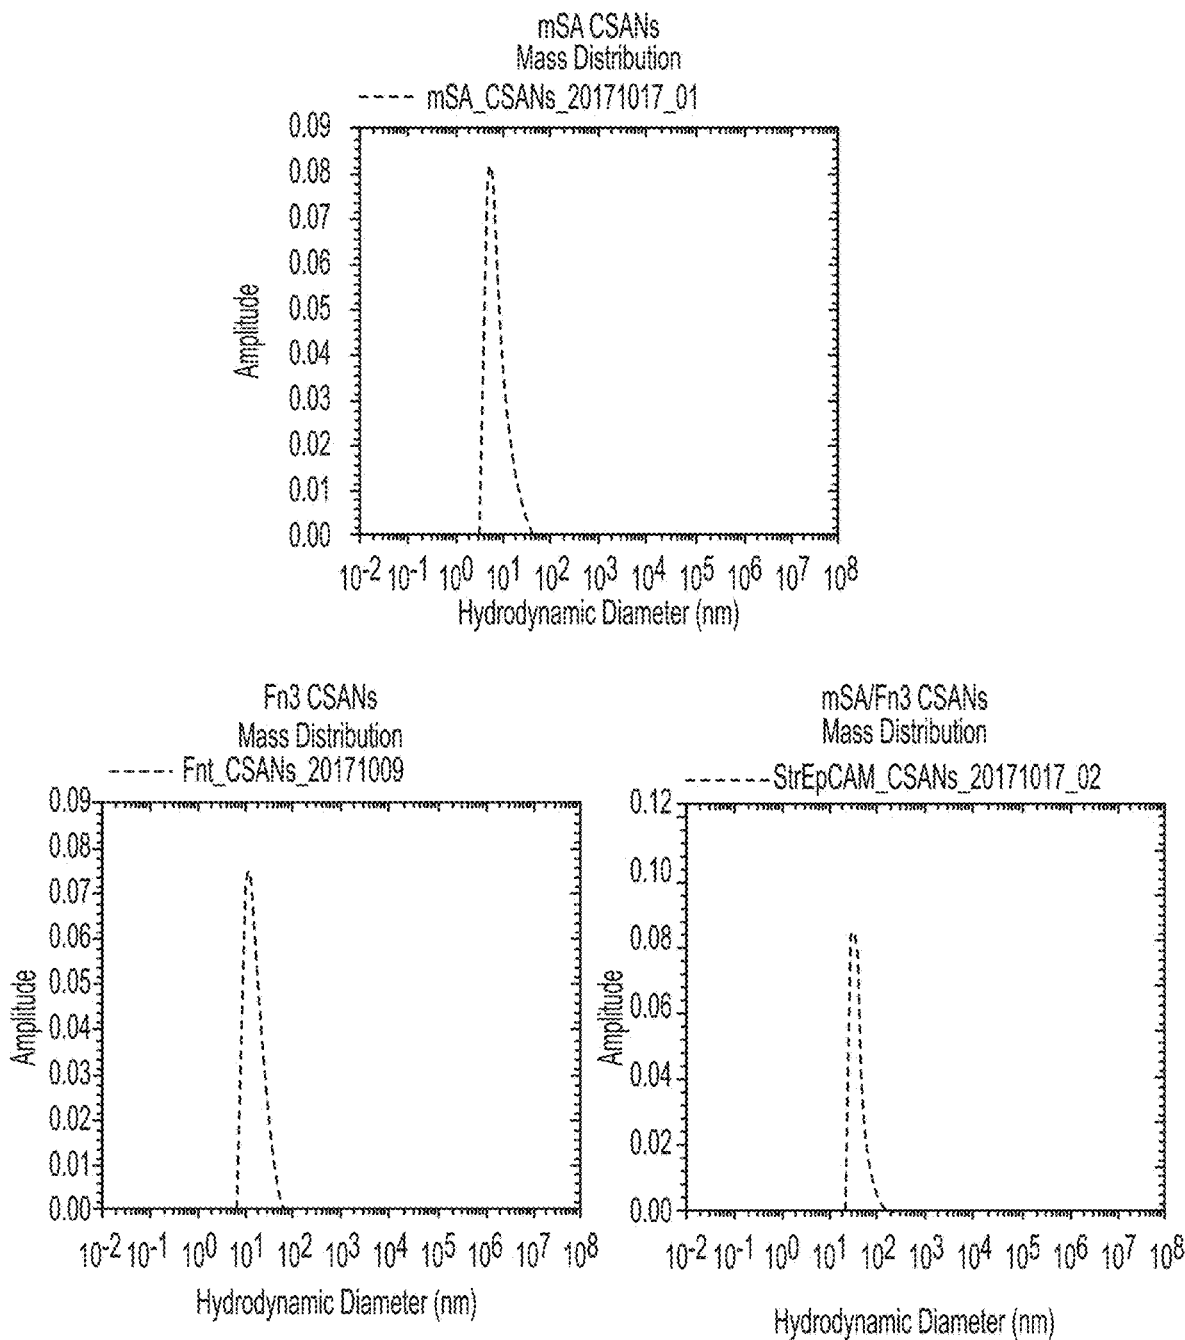 mSA CSANs
Mass Distribution
mSA_CSANs_20171017_01
0.09
0.08
0.07
0.06
0.05
0.04
0.03
0.02
0.01
0.00
Amplitude
10-2 10-1 100 101 102 103 104 105 106 107 108
Hydrodynamic Diameter (nm)
Fn3 CSANs
Mass Distribution
Fnt_CSANs_20171009
0.09
0.08
0.07
0.06
0.05
0.04
0.03
0.02
0.01
0.00
Amplitude
10-2 10-1 100 101 102 103 104 105 106 107 108
Hydrodynamic Diameter (nm)
mSA/Fn3 CSANs
Mass Distribution
StrEpCAM_CSANs_20171017_02
0.12
0.10
0.08
0.06
0.04
0.02
0.00
Amplitude
10-2 10-1 100 101 102 103 104 105 106 107 108
Hydrodynamic Diameter (nm)